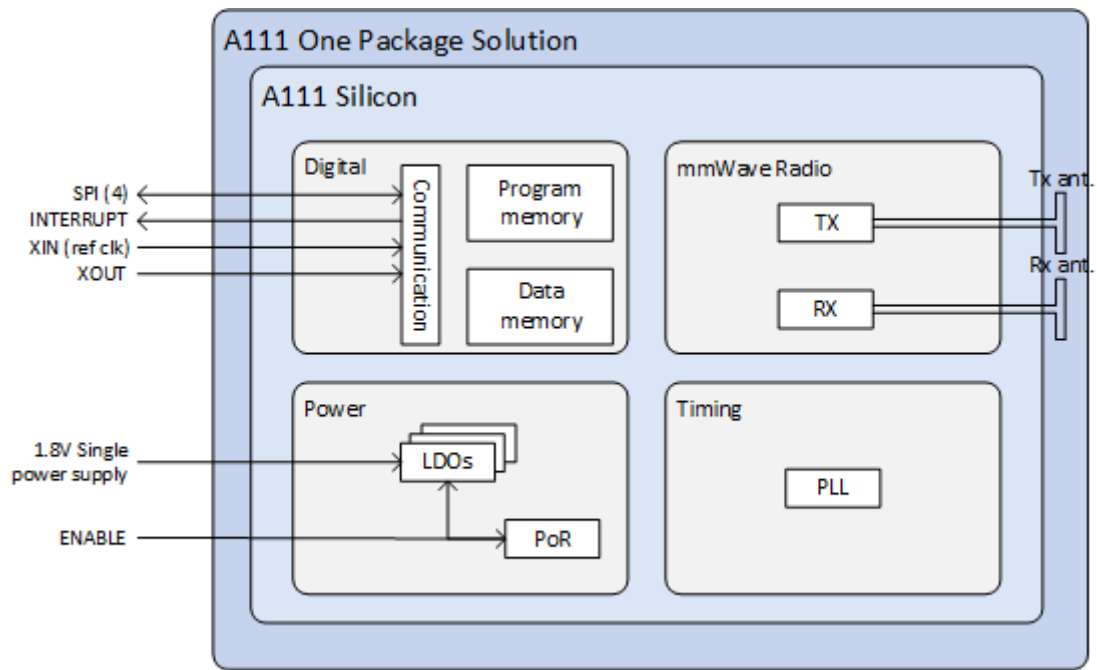 A111 One Package Solution
A111 Silicon
Digital
Communication
Program
memory
Data
memory
mmWave Radio
TX
RX
Tx ant.
Rx ant.
SPI (4)
INTERRUPT
XIN (ref clk)
XOUT
Power
LDOs
PoR
1.8V Single
power supply
ENABLE
Timing
PLL